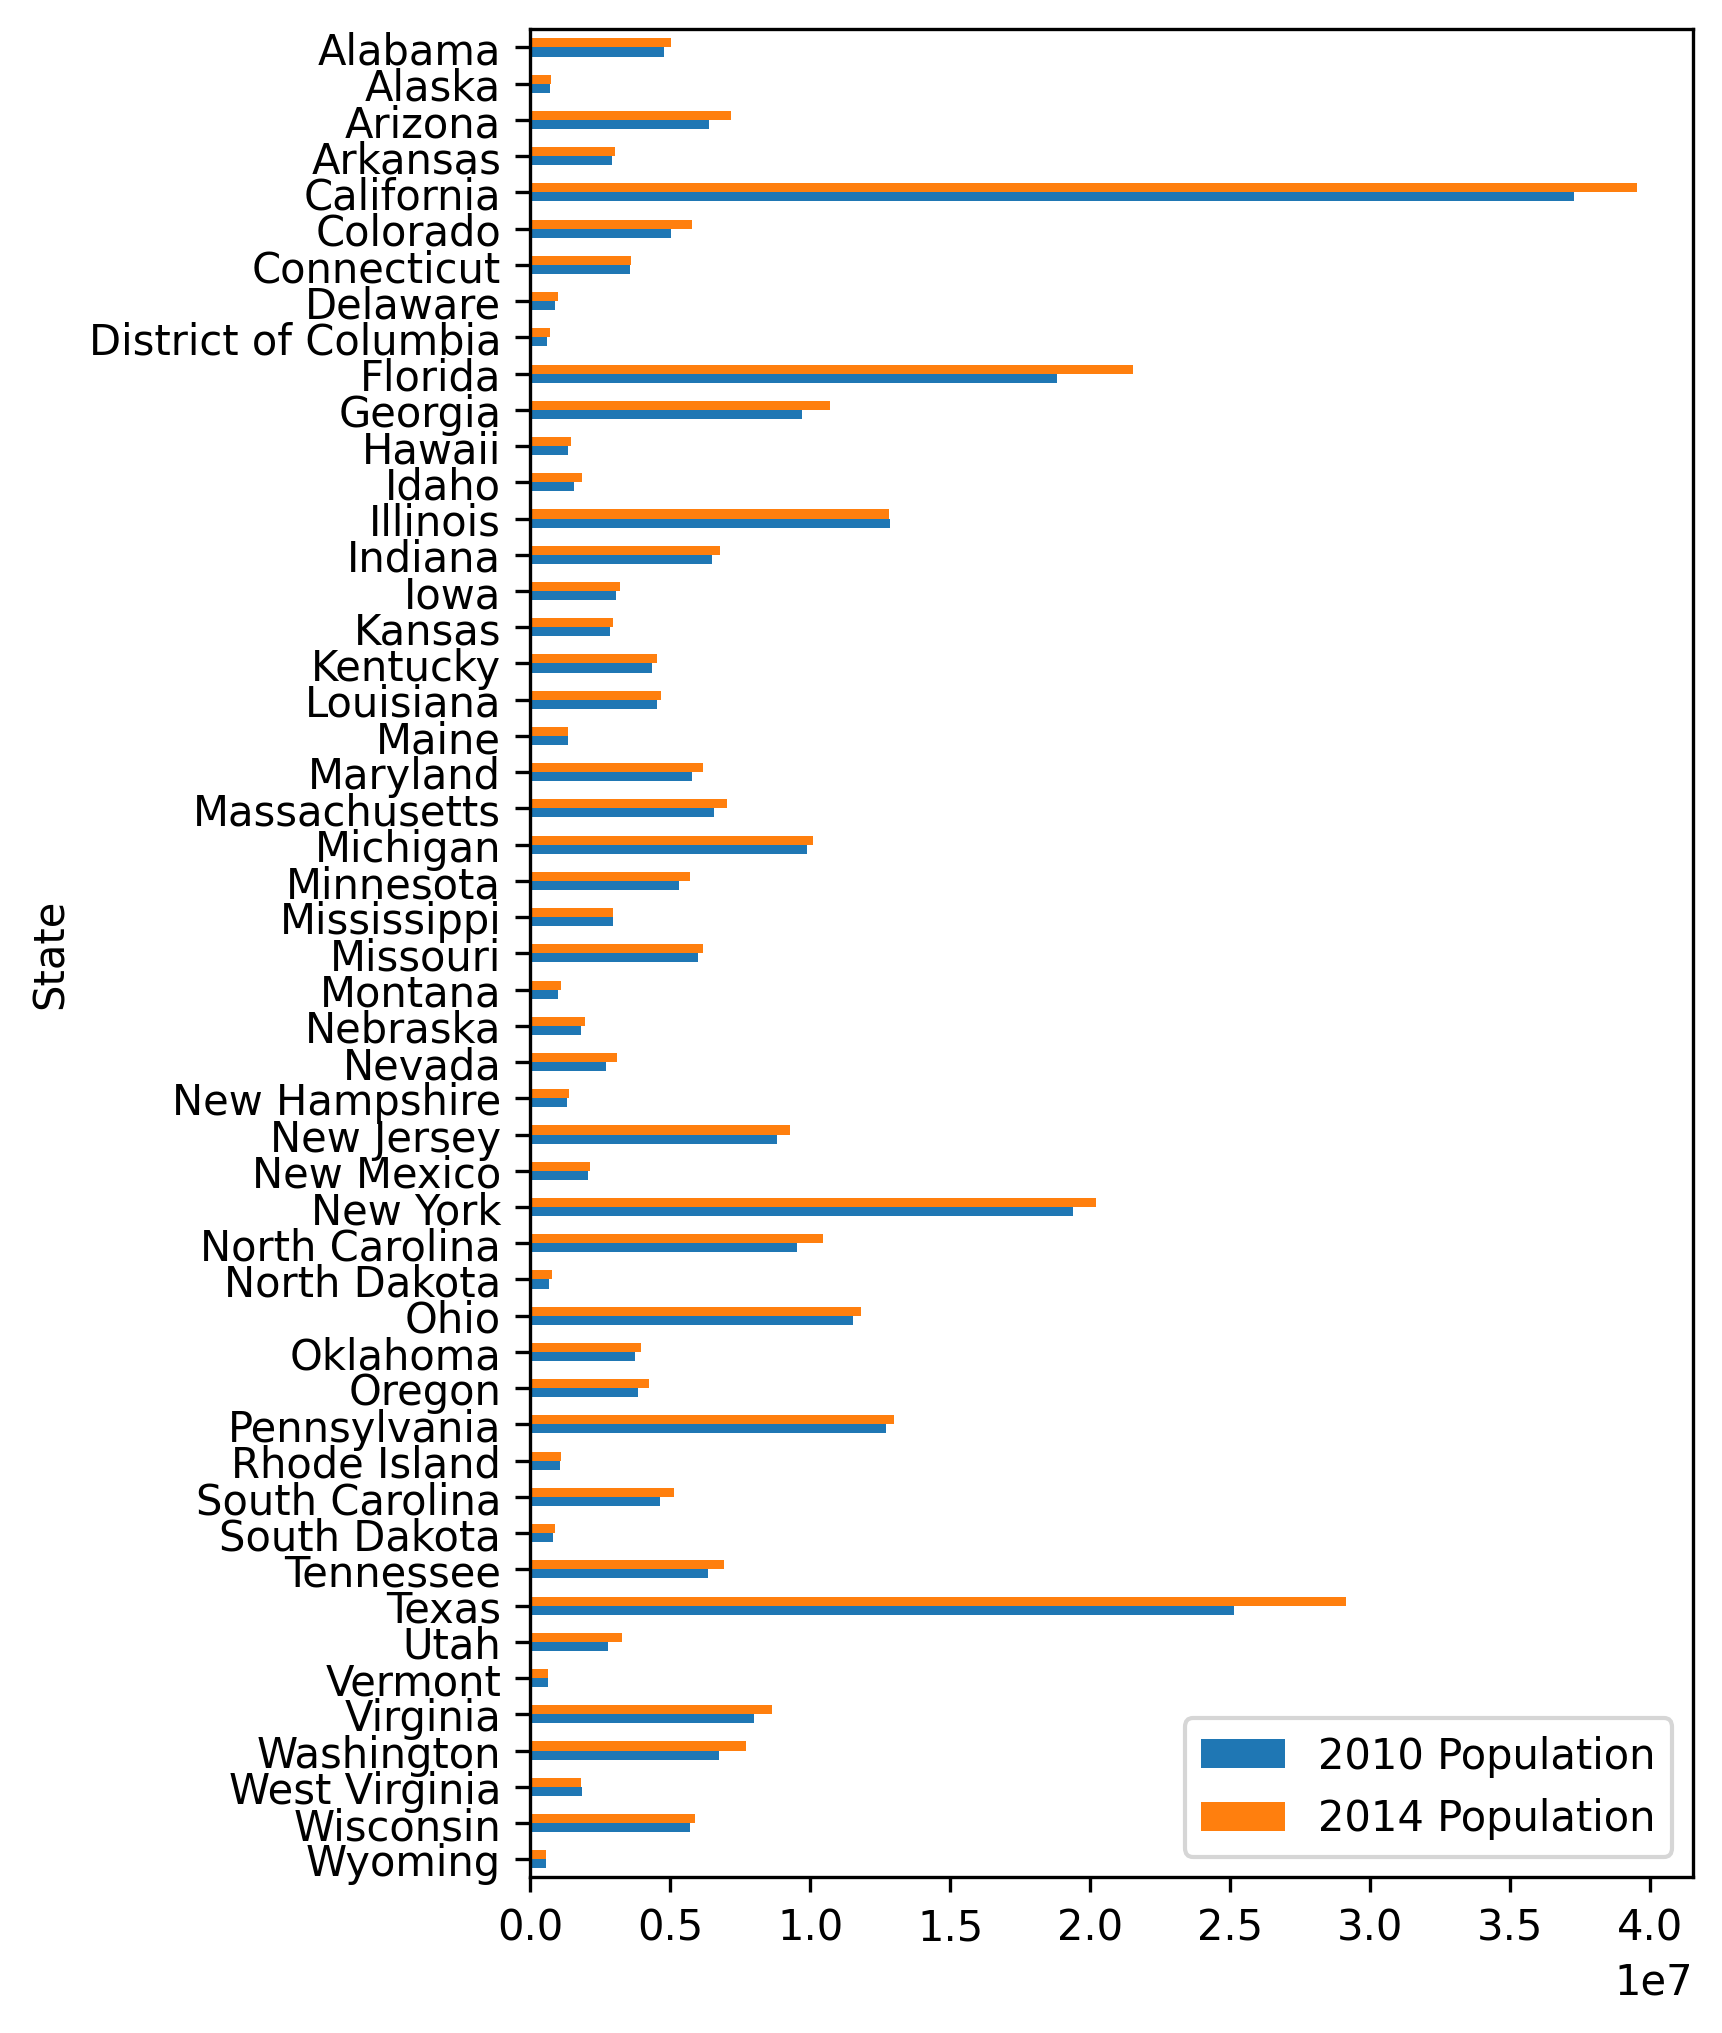 Alabama
Alaska
Arizona
Arkansas
California
Colorado
Connecticut
Delaware
District of Columbia
Florida
Georgia
Hawaii
Idaho
Illinois
Indiana
Iowa
Kansas
Kentucky
Louisiana
Maine
Maryland
Massachusetts
Michigan
Minnesota
Mississippi
Missouri
Montana
Nebraska
Nevada
New Hampshire
New Jersey
New Mexico
New York
North Carolina
North Dakota
Ohio
Oklahoma
Oregon
Pennsylvania
Rhode Island
South Carolina
South Dakota
Tennessee
Texas
Utah
Vermont
Virginia
Washington
West Virginia
Wisconsin
Wyoming
State
2010 Population
2014 Population
0.0 0.5 1.0 1.5 2.0 2.5 3.0 3.5 4.0
1e7